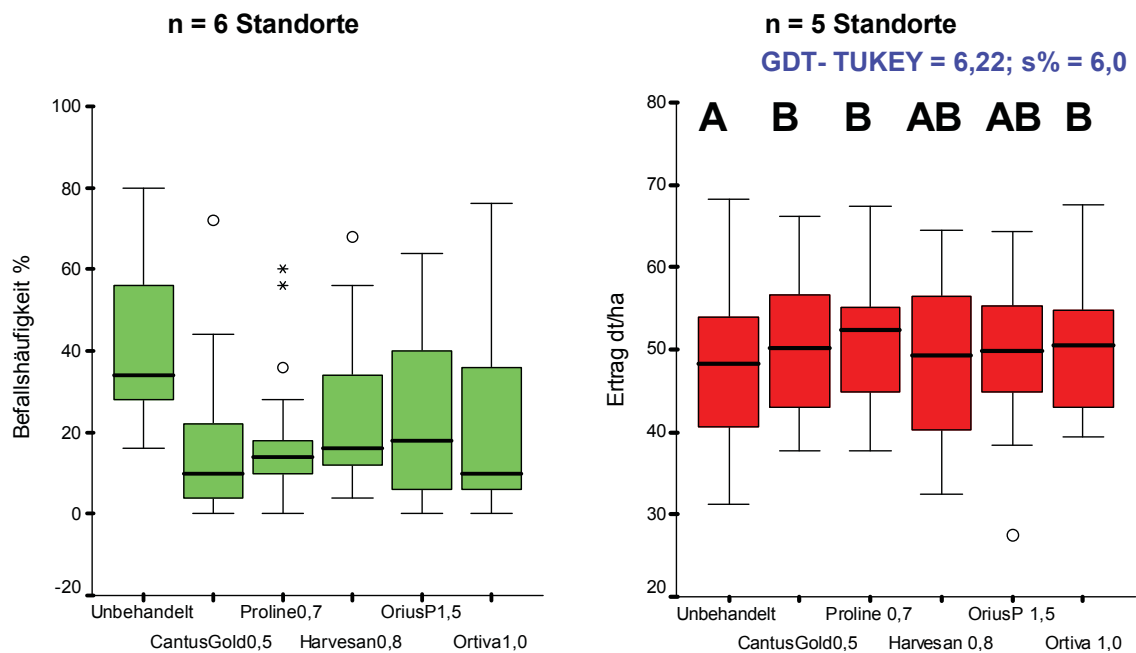 n = 6 Standorte
100
80
60
40
20
0
-20
Befallshäufigkeit %
Unbehandelt
CantusGold0,5
Proline0,7
Harvesan0,8
OriusP1,5
Ortiva1,0
n = 5 Standorte
GDT- TUKEY = 6,22; s% = 6,0
80
70
60
50
40
30
20
Ertrag dt/ha
A B B AB AB B
Unbehandelt
CantusGold0,5
Proline 0,7
Harvesan 0,8
OriusP 1,5
Ortiva 1,0